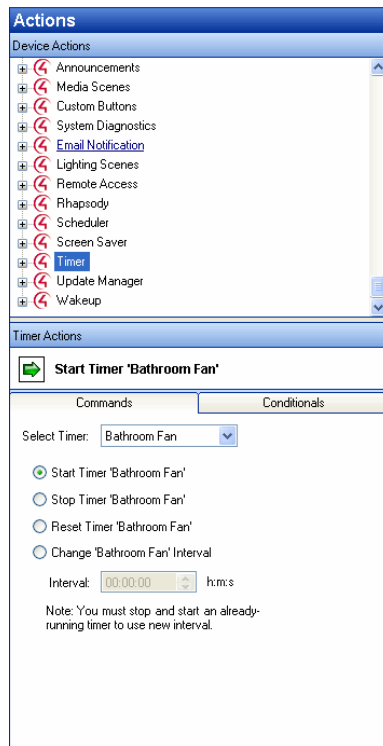 Actions
Device Actions
Announcements
Media Scenes
Custom Buttons
System Diagnostics
Email Notification
Lighting Scenes
Remote Access
Rhapsody
Scheduler
Screen Saver
Timer
Update Manager
Wakeup
Timer Actions
Start Timer 'Bathroom Fan'
Commands Conditionals
Select Timer: Bathroom Fan
Start Timer 'Bathroom Fan'
Stop Timer 'Bathroom Fan'
Reset Timer 'Bathroom Fan'
Change 'Bathroom Fan' Interval
Interval: 00:00:00 h:m:s
Note: You must stop and start an already-
running timer to use new interval.